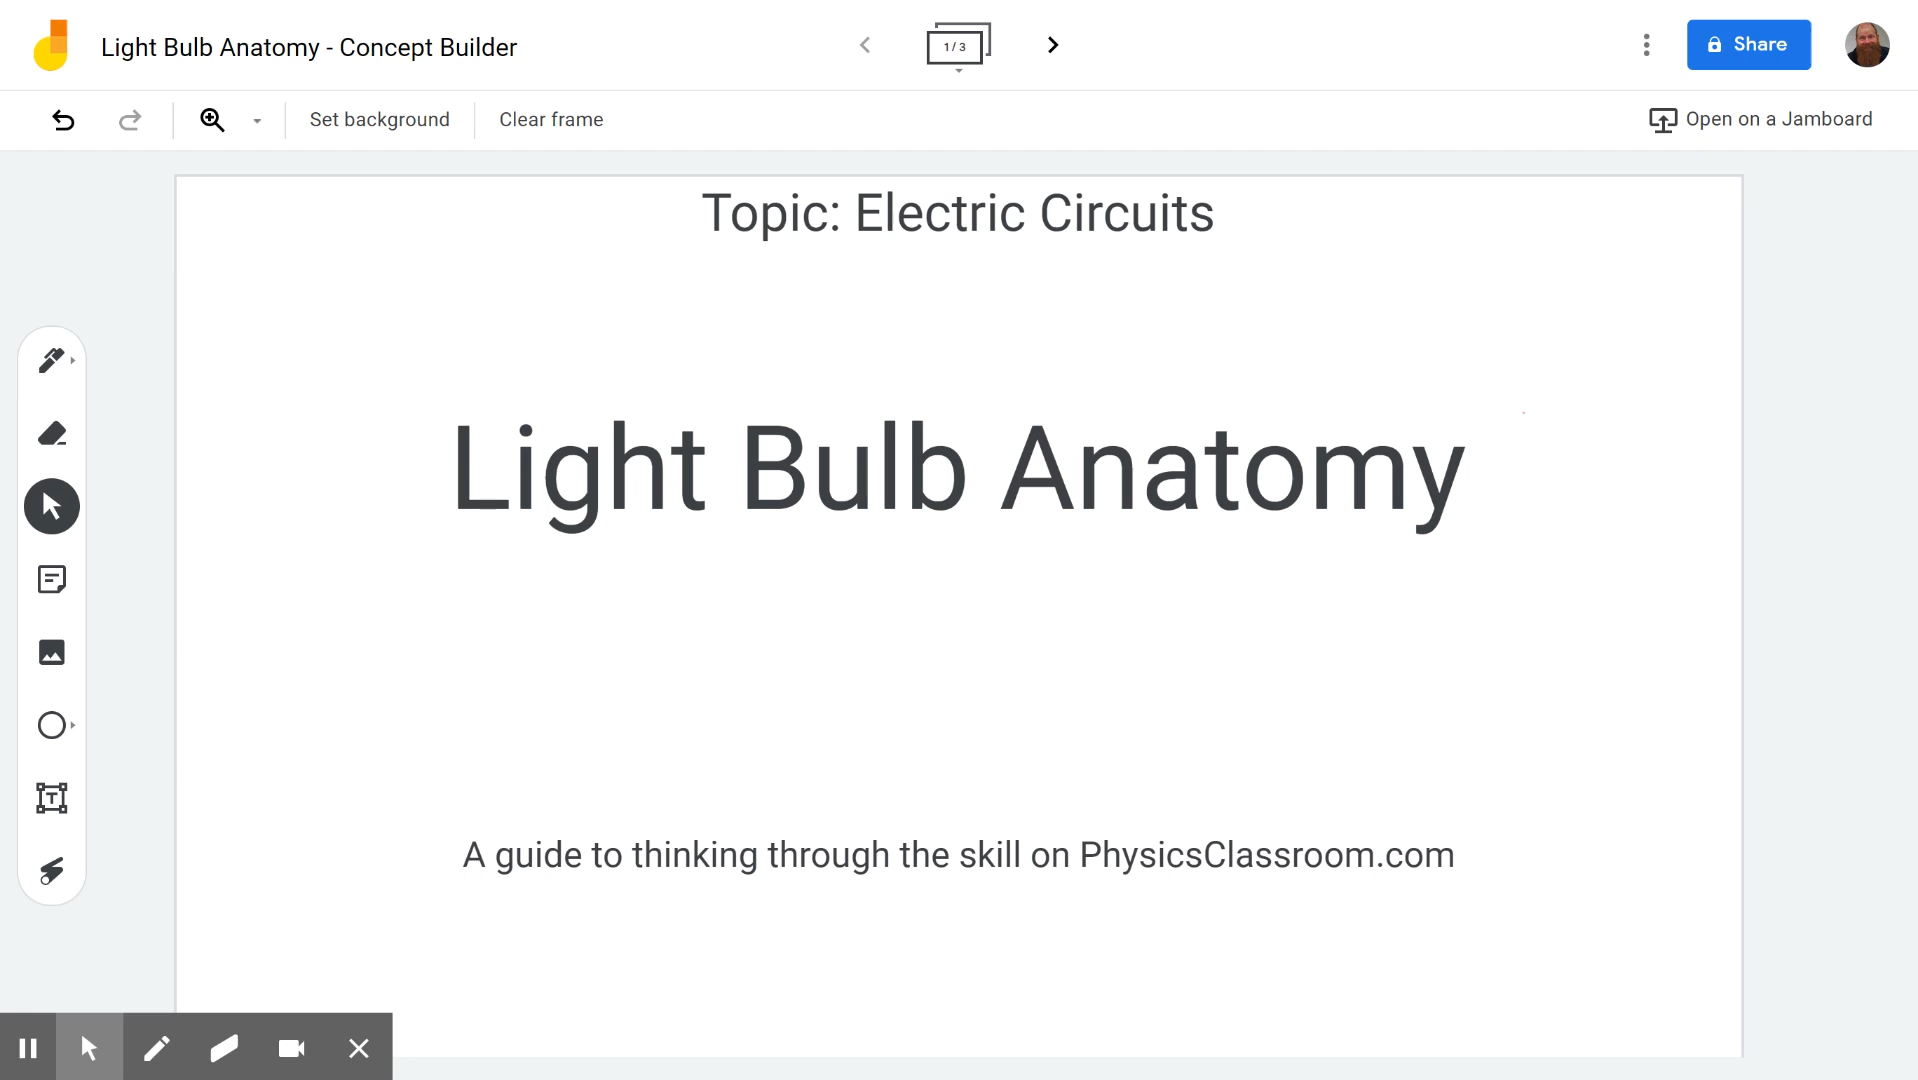 Light Bulb Anatomy - Concept Builder
1 / 3
Share
Set background
Clear frame
Open on a Jamboard
Topic: Electric Circuits
Light Bulb Anatomy
T
A guide to thinking through the skill on PhysicsClassroom.com